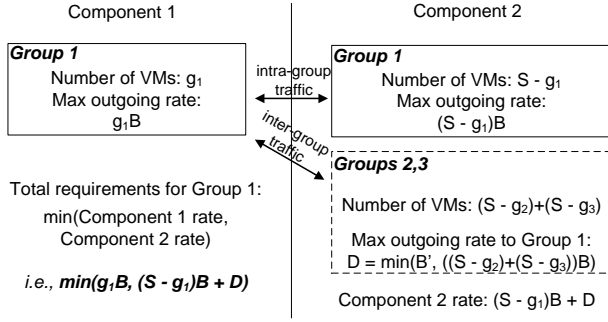 Component 1
Group 1
Number of VMs: g₁
Max outgoing rate:
g₁B
Total requirements for Group 1:
min(Component 1 rate,
Component 2 rate)
i.e., min(g₁B, (S - g₁)B + D)
intra-group
traffic
inter-group
traffic
Component 2
Group 1
Number of VMs: S - g₁
Max outgoing rate:
(S - g₁)B
Groups 2,3
Number of VMs: (S - g₂)+(S - g₃)
Max outgoing rate to Group 1:
D = min(B’, ((S - g₂)+(S - g₃))B)
Component 2 rate: (S - g₁)B + D